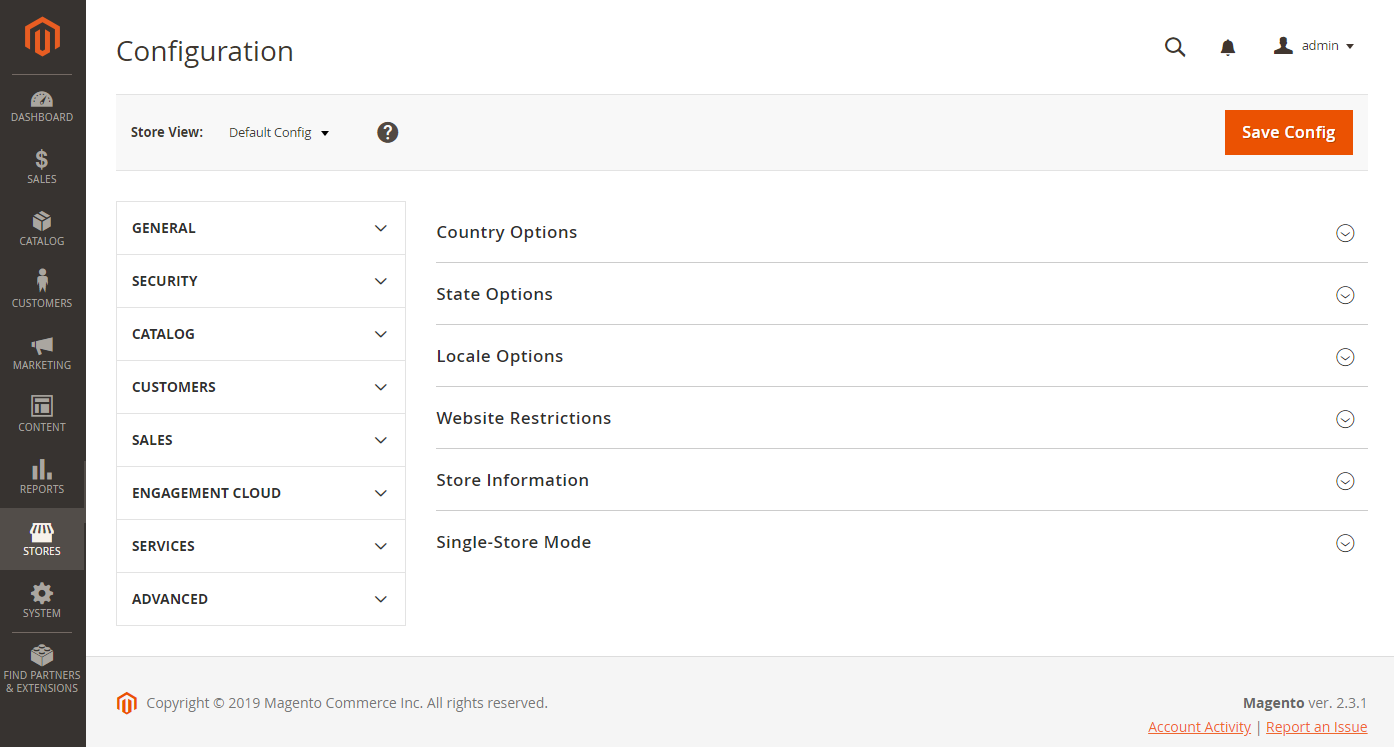 Configuration
admin
Store View: Default Config ?
Save Config
DASHBOARD
$
SALES
CATALOG
CUSTOMERS
MARKETING
CONTENT
REPORTS
STORES
SYSTEM
FIND PARTNERS
& EXTENSIONS
GENERAL
SECURITY
CATALOG
CUSTOMERS
SALES
ENGAGEMENT CLOUD
SERVICES
ADVANCED
Country Options
State Options
Locale Options
Website Restrictions
Store Information
Single-Store Mode
Copyright © 2019 Magento Commerce Inc. All rights reserved.
Magento ver. 2.3.1
Account Activity | Report an Issue